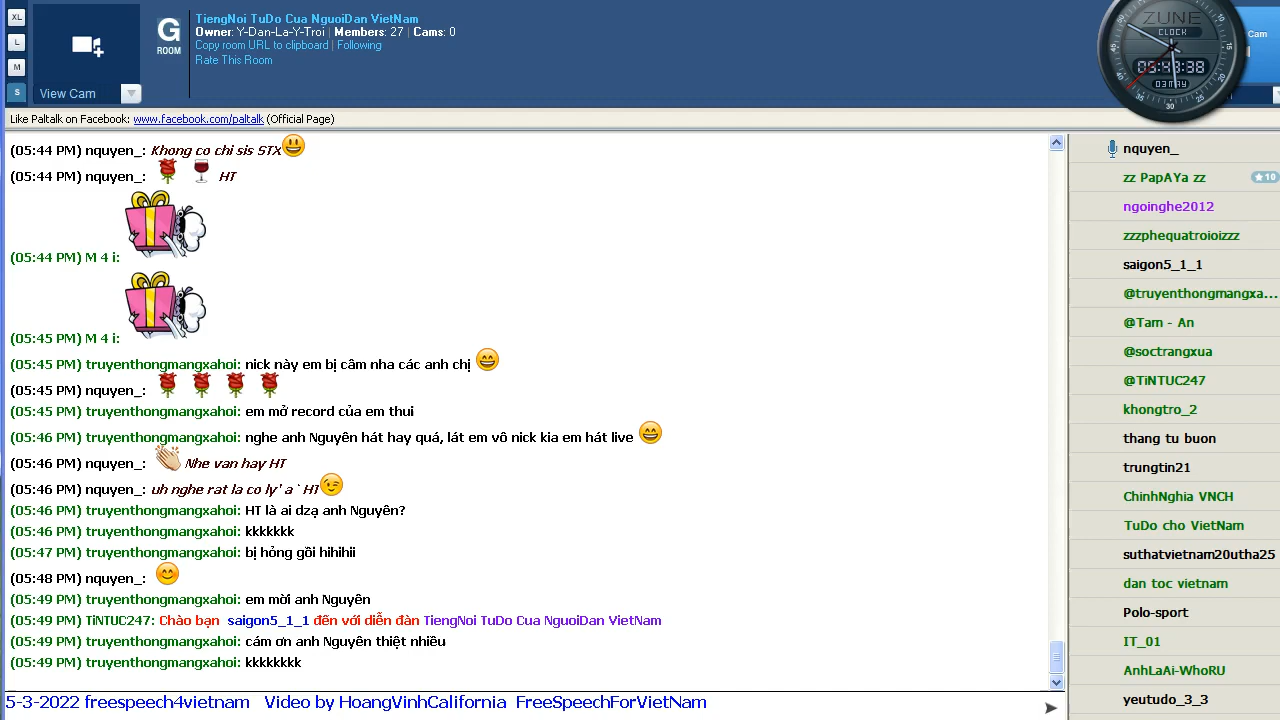 XL
L
M
S
View Cam
G
ROOM
TiengNoi TuDo Cua NguoiDan VietNam
Owner: Y-Dan-La-Y-Troi | Members: 27 | Cams: 0
Copy room URL to clipboard | Following
Rate This Room
ZUNE
CLOCK
03 MAY
Cam
Like Paltalk on Facebook: www.facebook.com/paltalk (Official Page)
(05:44 PM) nquyen_: Khong co chi sis STX
(05:44 PM) nquyen_: HT
(05:44 PM) M 4 i:
(05:45 PM) M 4 i:
(05:45 PM) truyenthongmangxahoi: nick này em bị câm nha các anh chị
(05:45 PM) nquyen_:
(05:45 PM) truyenthongmangxahoi: em mở record của em thui
(05:46 PM) truyenthongmangxahoi: nghe anh Nguyên hát hay quá, lát em vô nick kia em hát live
(05:46 PM) nquyen_: Nhe van hay HT
(05:46 PM) nquyen_: uh nghe rat la co ly' a` HT
(05:46 PM) truyenthongmangxahoi: HT là ai dzạ anh Nguyên?
(05:46 PM) truyenthongmangxahoi: kkkkkkk
(05:47 PM) truyenthongmangxahoi: bị hỏng gồi hihihii
(05:48 PM) nquyen_:
(05:49 PM) truyenthongmangxahoi: em mời anh Nguyên
(05:49 PM) TiNTUC247: Chào bạn saigon5_1_1 đến với diễn đàn TiengNoi TuDo Cua NguoiDan VietNam
(05:49 PM) truyenthongmangxahoi: cám ơn anh Nguyên thiệt nhiều
(05:49 PM) truyenthongmangxahoi: kkkkkkkk
nquyen_
zz PapAYa zz
10
ngoinghe2012
zzzphequatroioizzz
saigon5_1_1
@truyenthongmangxa...
@Tam - An
@soctrangxua
@TiNTUC247
khongtro_2
thang tu buon
trungtin21
ChinhNghia VNCH
TuDo cho VietNam
suthatvietnam20utha25
dan toc vietnam
Polo-sport
IT_01
AnhLaAi-WhoRU
yeutudo_3_3
5-3-2022 freespeech4vietnam Video by HoangVinhCalifornia FreeSpeechForVietNam